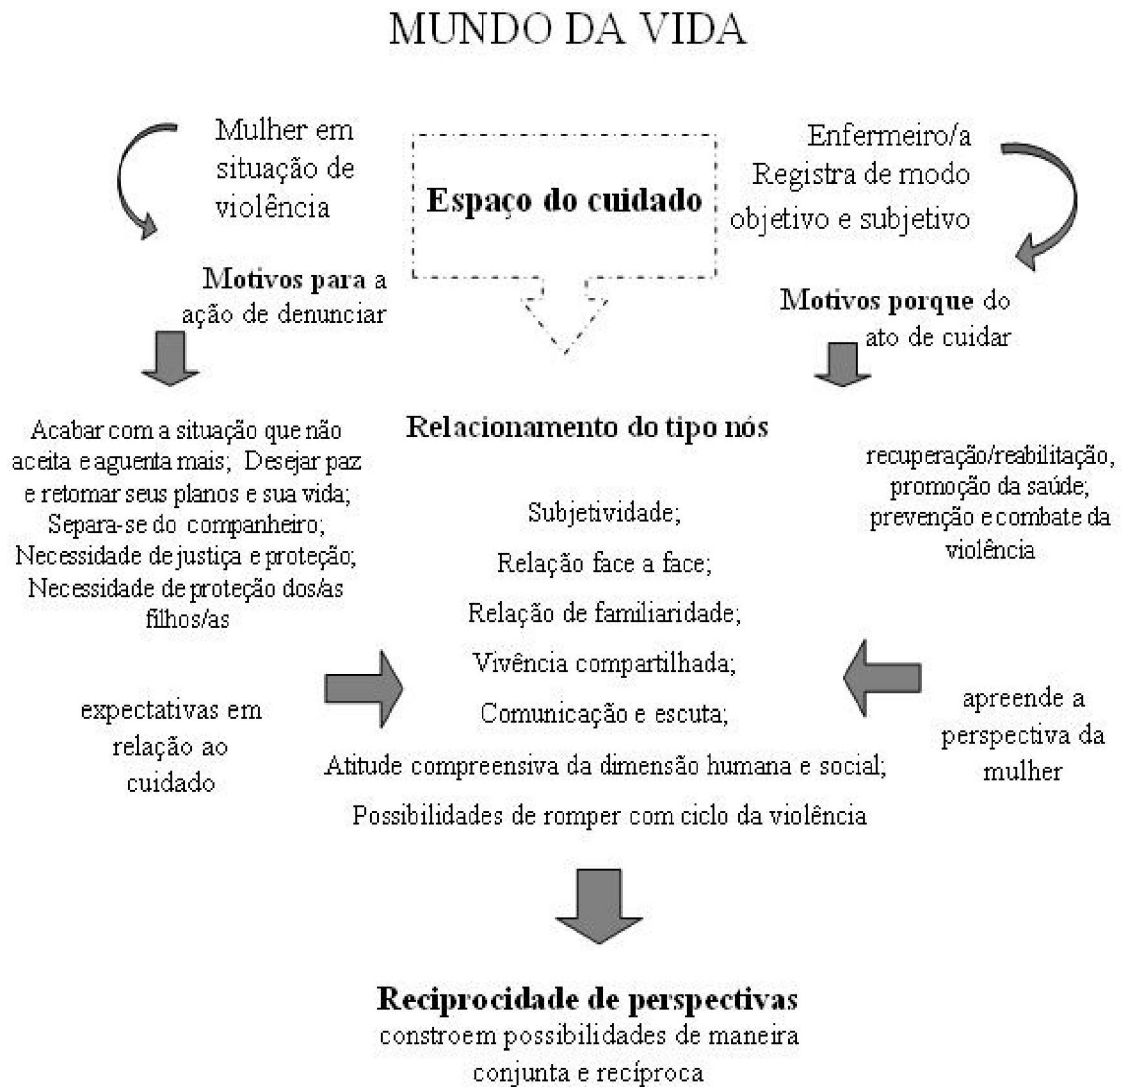 MUNDO DA VIDA
Mulher em
situação de
violência
Motivos para a
ação de denunciar
Acabar com a situação que não
aceita e aguenta mais; Desejar paz
e retomar seus planos e sua vida;
Separa-se do companheiro;
Necessidade de justiça e proteção;
Necessidade de proteção dos/as
filhos/as
expectativas em
relação ao
cuidado
Espaço do cuidado
Relacionamento do tipo nós
Subjetividade;
Relação face a face;
Relação de familiaridade;
Vivência compartilhada;
Comunicação e escuta;
Atitude compreensiva da dimensão humana e social;
Possibilidades de romper com ciclo da violência
Enfermeiro/a
Registra de modo
objetivo e subjetivo
Motivos porque do
ato de cuidar
recuperação/reabilitação,
promoção da saúde;
prevenção e combate da
violência
apreende a
perspectiva da
mulher
Reciprocidade de perspectivas
constroem possibilidades de maneira
conjunta e recíproca